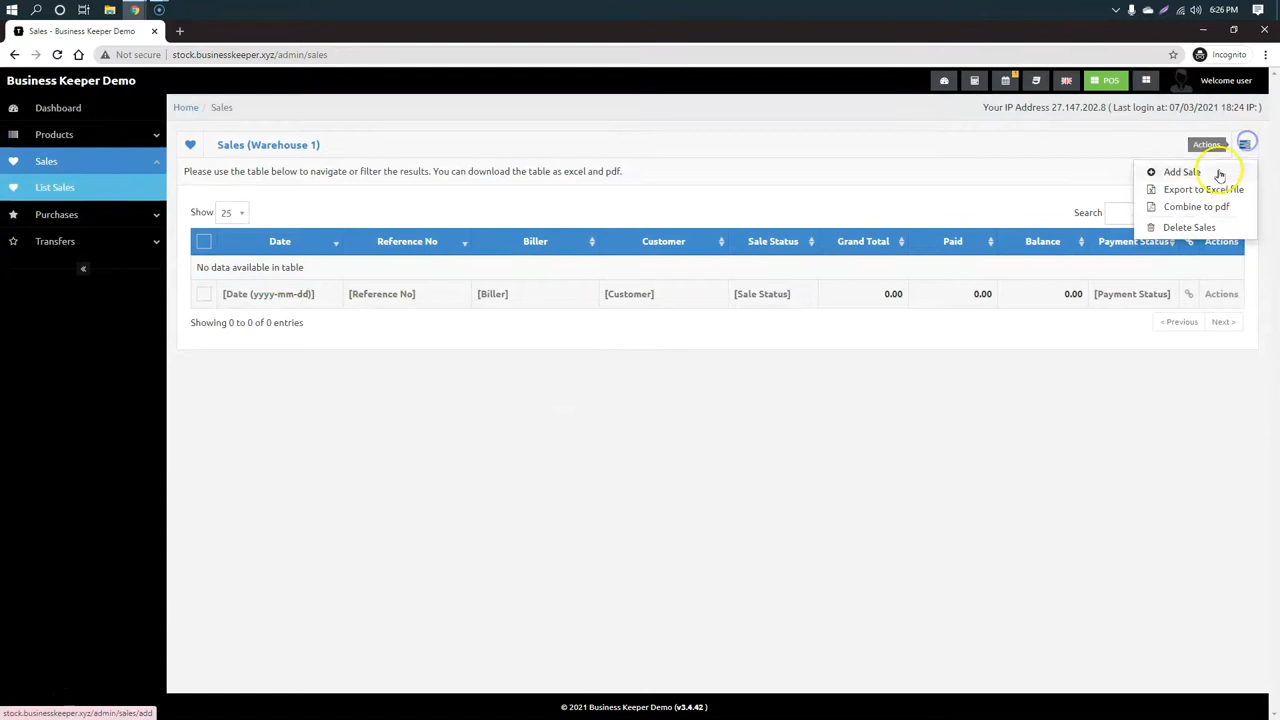 6:26 PM
Sales - Business Keeper Demo
Not secure
stock.businesskeeper.xyz/admin/sales
Incognito
Business Keeper Demo
POS
Welcome user
Dashboard
Products
Sales
List Sales
Purchases
Transfers
Home / Sales
Your IP Address 27.147.202.8 ( Last login at: 07/03/2021 18:24 IP: )
Sales (Warehouse 1)
Actions
Please use the table below to navigate or filter the results. You can download the table as excel and pdf.
Add Sale
Export to Excel file
Combine to pdf
Delete Sales
Show 25
Search
Date Reference No Biller Customer Sale Status Grand Total Paid Balance Payment Status Actions
No data available in table
[Date (yyyy-mm-dd)] [Reference No] [Biller] [Customer] [Sale Status] 0.00 0.00 0.00 [Payment Status] Actions
Showing 0 to 0 of 0 entries
< Previous Next >
© 2021 Business Keeper Demo (v3.4.42 )
stock.businesskeeper.xyz/admin/sales/add